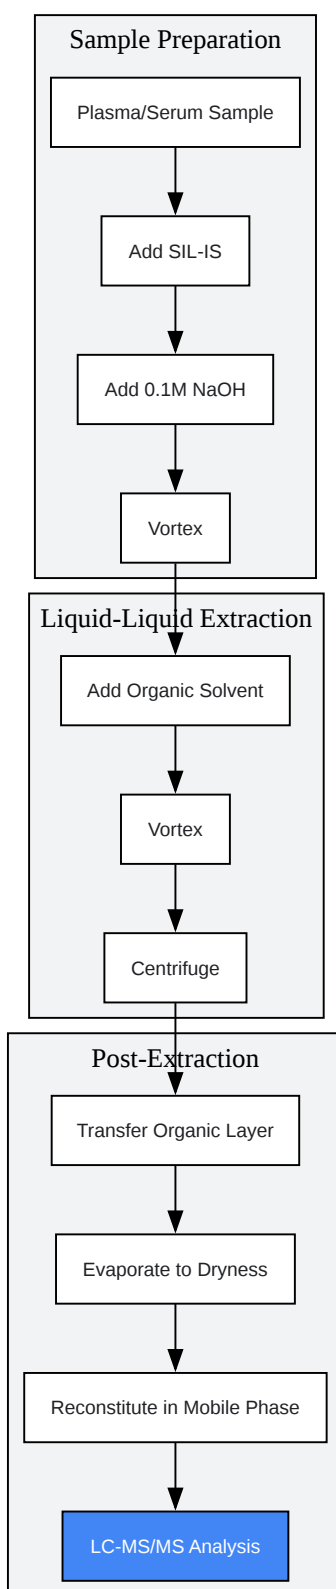 Sample Preparation
Plasma/Serum Sample
Add SIL-IS
Add 0.1M NaOH
Vortex
Liquid-Liquid Extraction
Add Organic Solvent
Vortex
Centrifuge
Post-Extraction
Transfer Organic Layer
Evaporate to Dryness
Reconstitute in Mobile Phase
LC-MS/MS Analysis